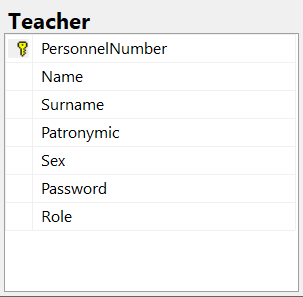 Teacher
PersonnelNumber
Name
Surname
Patronymic
Sex
Password
Role